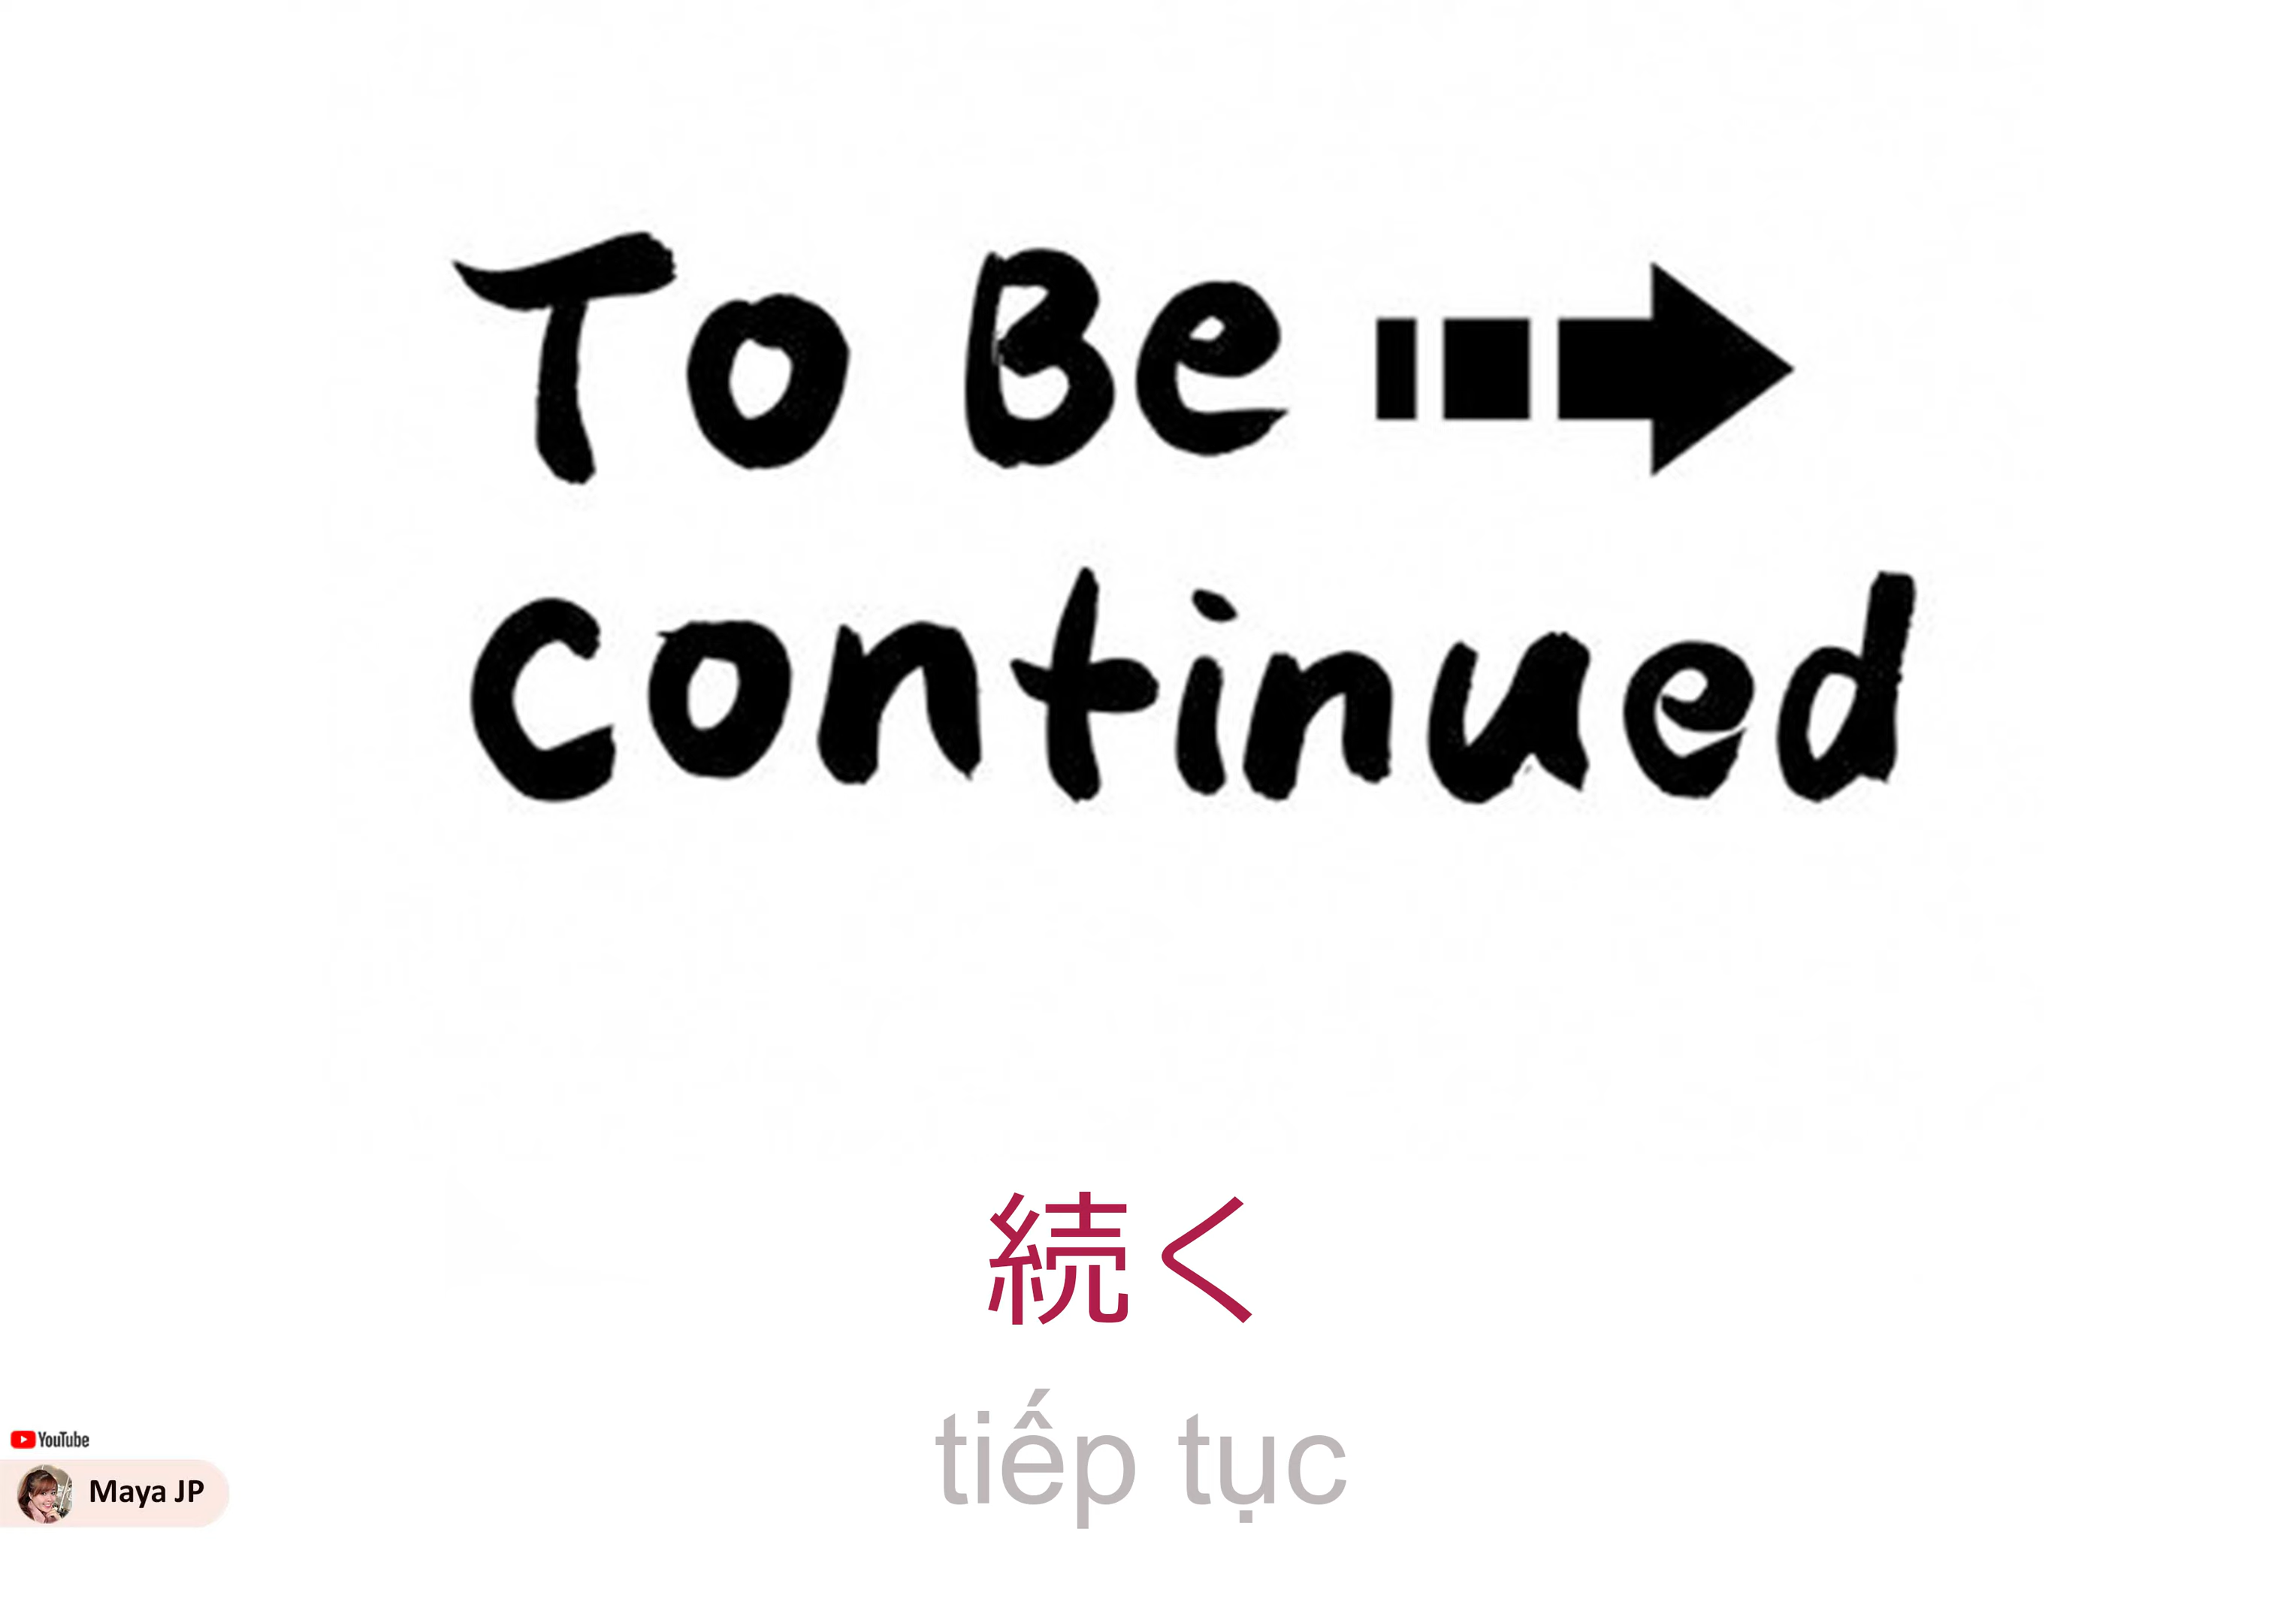 To Be
continued
続く
tiếp tục
YouTube
Maya JP